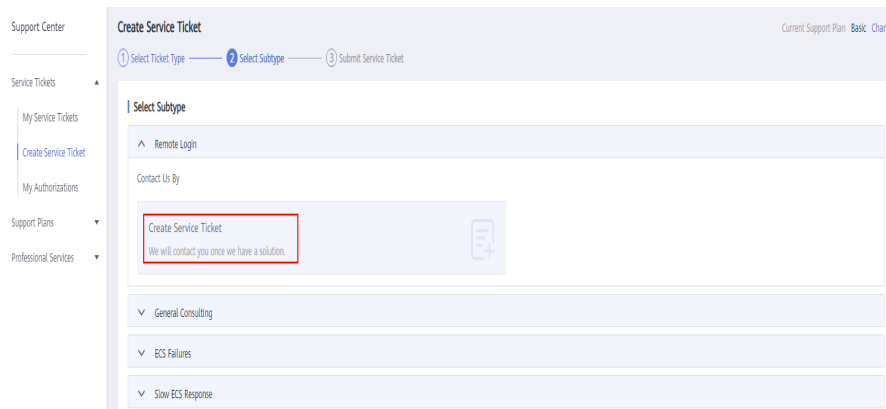 Support Center
Create Service Ticket
Current Support Plan Basic
1 Select Ticket Type 2 Select Subtype 3 Submit Service Ticket
Service Tickets
My Service Tickets
Create Service Ticket
My Authorizations
Support Plans
Professional Services
Select Subtype
Remote Login
Contact Us By
Create Service Ticket
We will contact you once we have a solution.
General Consulting
ECS Failures
Slow ECS Response